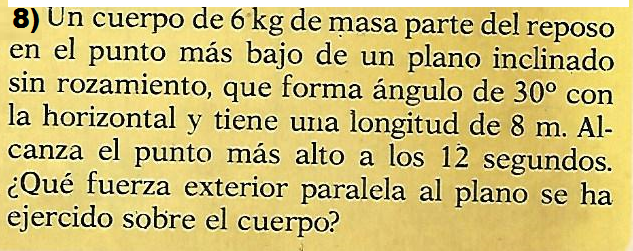 8) Un cuerpo de 6 kg de masa parte del reposo
en el punto más bajo de un plano inclinado
sin rozamiento, que forma ángulo de 30º con
la horizontal y tiene una longitud de 8 m. Al-
canza el punto más alto a los 12 segundos.
¿Qué fuerza exterior paralela al plano se ha
ejercido sobre el cuerpo?